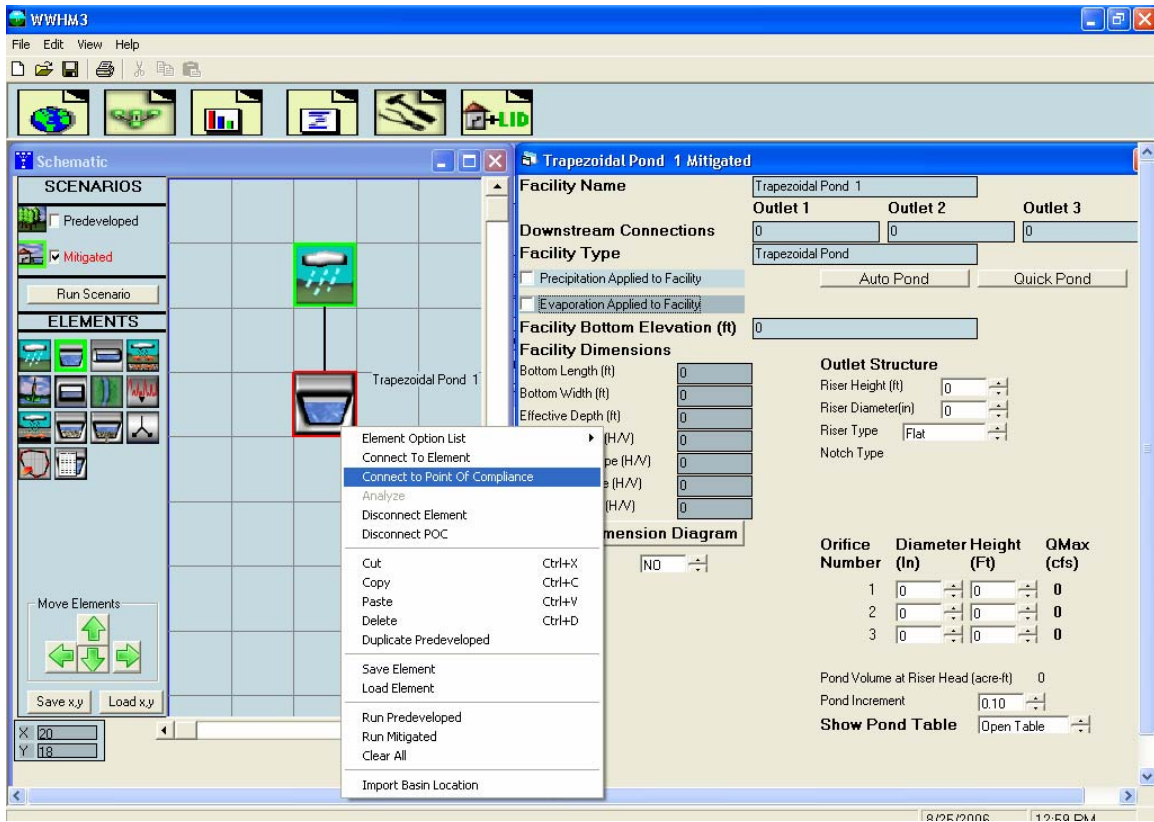 WWHM3
File Edit View Help
+LID
Schematic
SCENARIOS
Predeveloped
Mitigated
Run Scenario
ELEMENTS
Move Elements
Save x,y Load x,y
X 20
Y 18
Trapezoidal Pond 1
Element Option List
Connect To Element
Connect to Point Of Compliance
Analyze
Disconnect Element
Disconnect POC
Cut Ctrl+X
Copy Ctrl+C
Paste Ctrl+V
Delete Ctrl+D
Duplicate Predeveloped
Save Element
Load Element
Run Predeveloped
Run Mitigated
Clear All
Import Basin Location
Trapezoidal Pond 1 Mitigated
Facility Name Trapezoidal Pond 1
Outlet 1 Outlet 2 Outlet 3
Downstream Connections 0 0 0
Facility Type Trapezoidal Pond
Precipitation Applied to Facility Auto Pond Quick Pond
Evaporation Applied to Facility
Facility Bottom Elevation (ft) 0
Facility Dimensions
Bottom Length (ft) 0
Bottom Width (ft) 0
Effective Depth (ft) 0
(H/V) 0
pe (H/V) 0
e (H/V) 0
(H/V) 0
mension Diagram
NO
Outlet Structure
Riser Height (ft) 0
Riser Diameter(in) 0
Riser Type Flat
Notch Type
Orifice Diameter Height QMax
Number (In) (Ft) (cfs)
1 0 0 0
2 0 0 0
3 0 0 0
Pond Volume at Riser Head (acre-ft) 0
Pond Increment 0.10
Show Pond Table Open Table
8/25/2006 12:59 PM